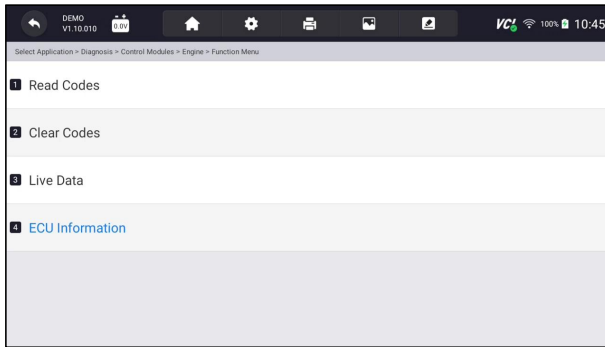 DEMO
V1.10.010
0.0V
VCI
100%
10:45
Select Application > Diagnosis > Control Modules > Engine > Function Menu
1 Read Codes
2 Clear Codes
3 Live Data
4 ECU Information